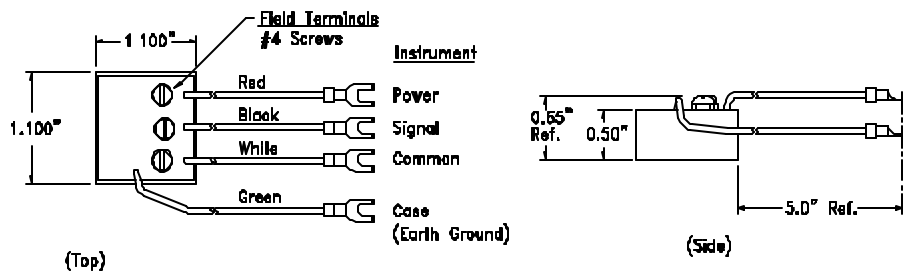 Field Terminals
#4 Screws
1.100"
Instrument
Red
Power
Black
Signal
1.100"
White
Common
Green
Case
(Earth Ground)
(Top)
0.65"
Ref.
0.50"
5.0" Ref.
(Side)